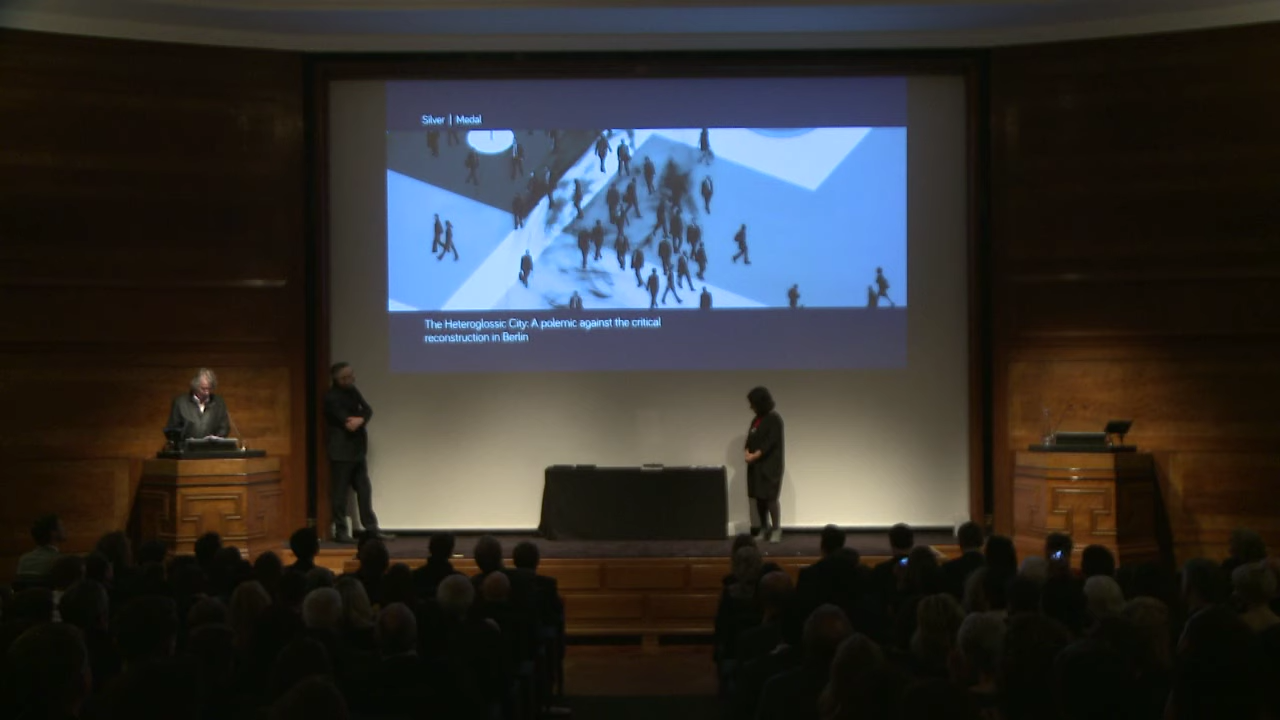 Silver | Medal
The Heteroglossic City: A polemic against the critical
reconstruction in Berlin